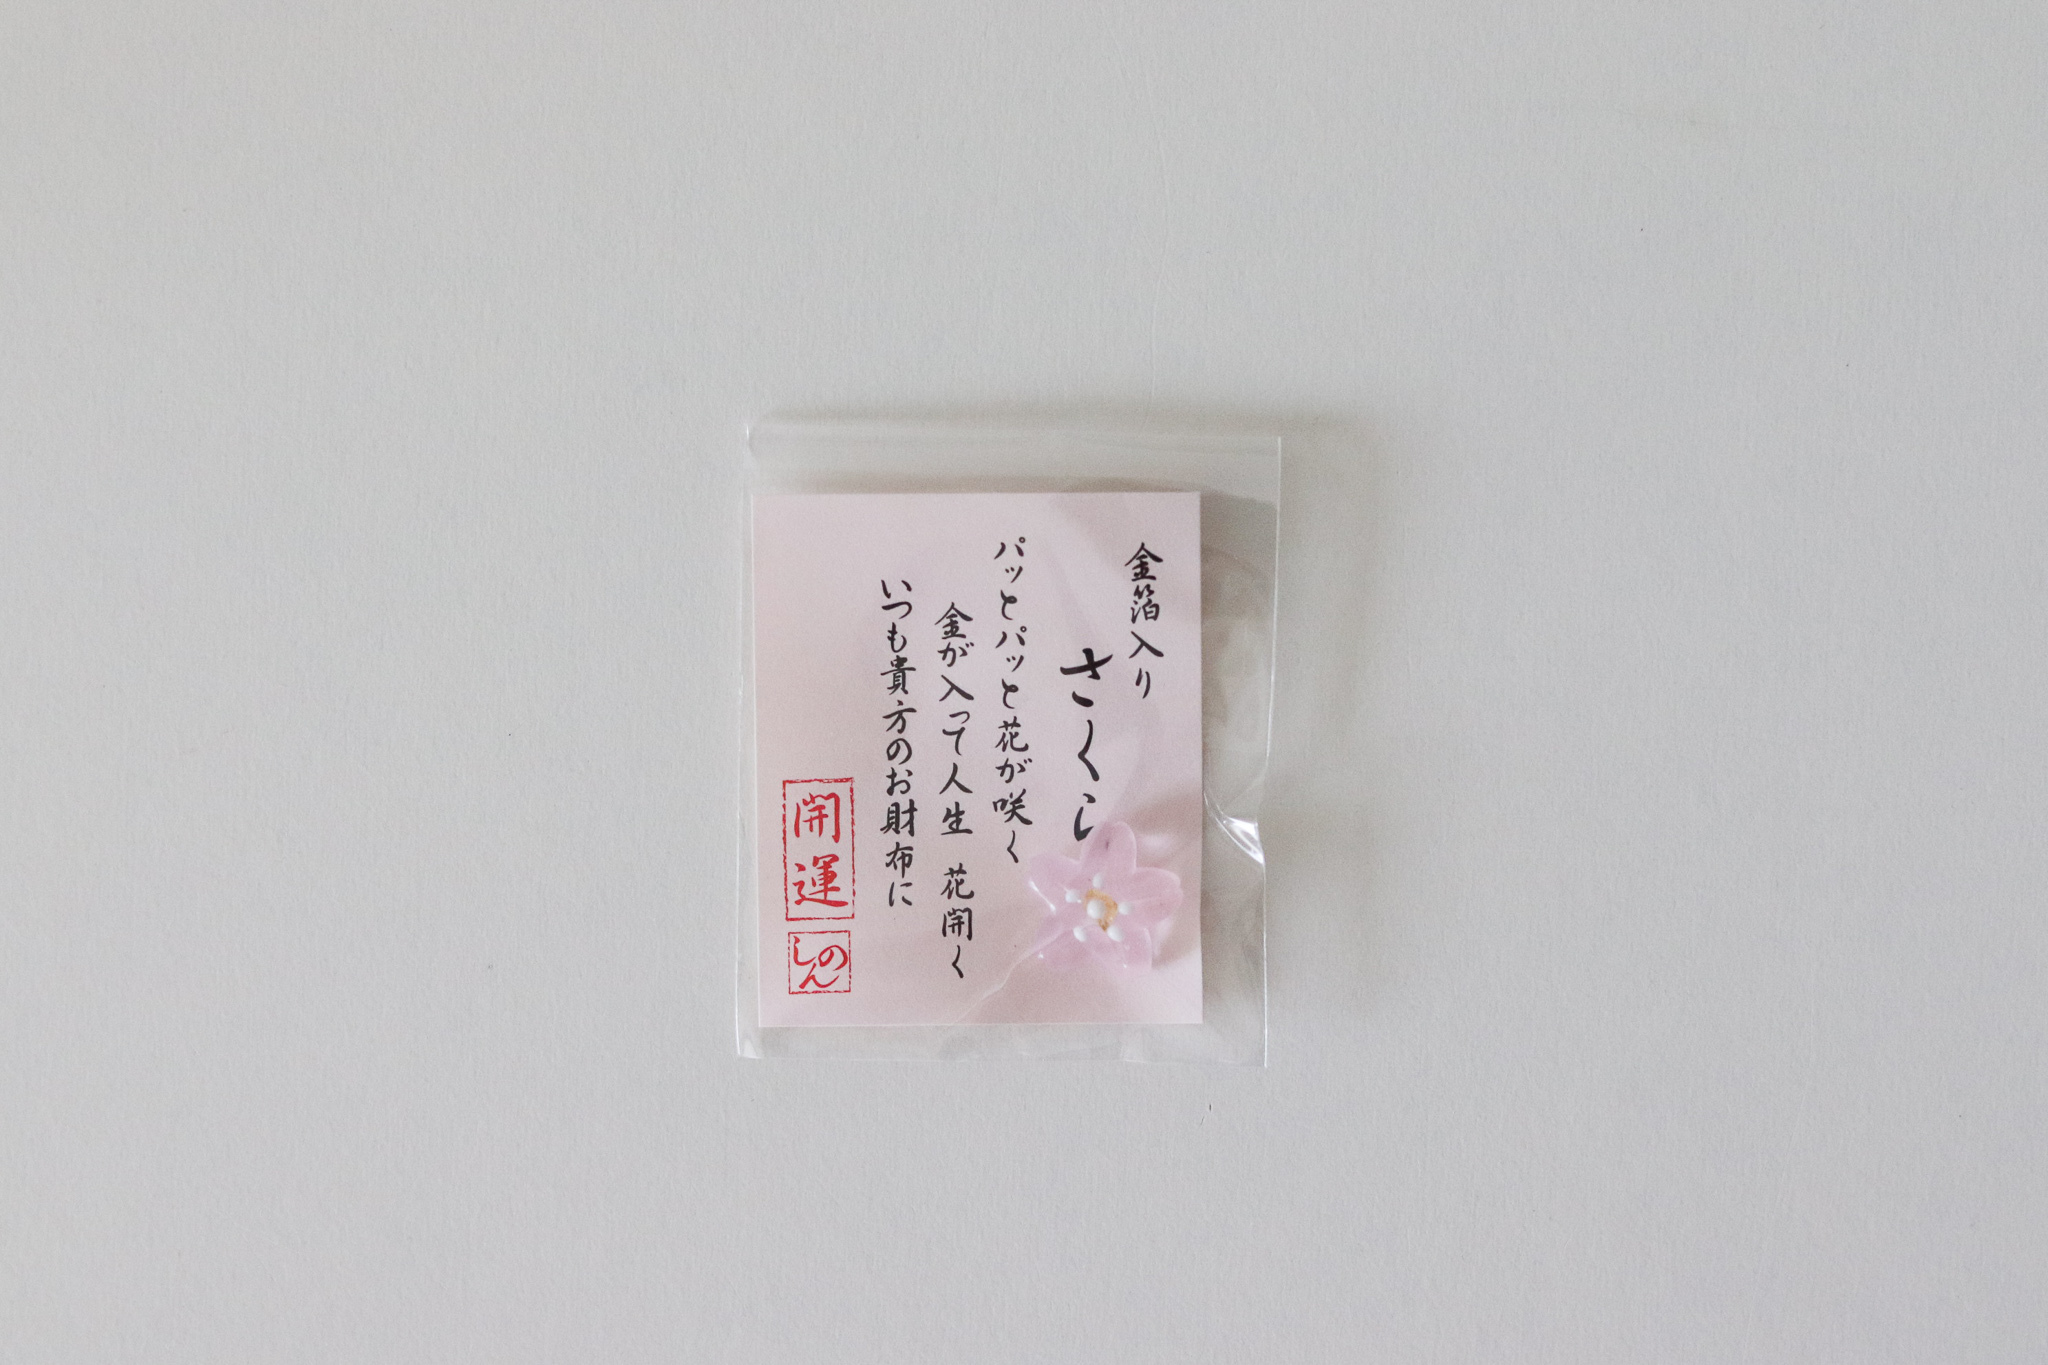 金箔入り
さくら
パッとパッと花が咲く
金が入って人生　花開く
いつも貴方のお財布に
開運
しのん